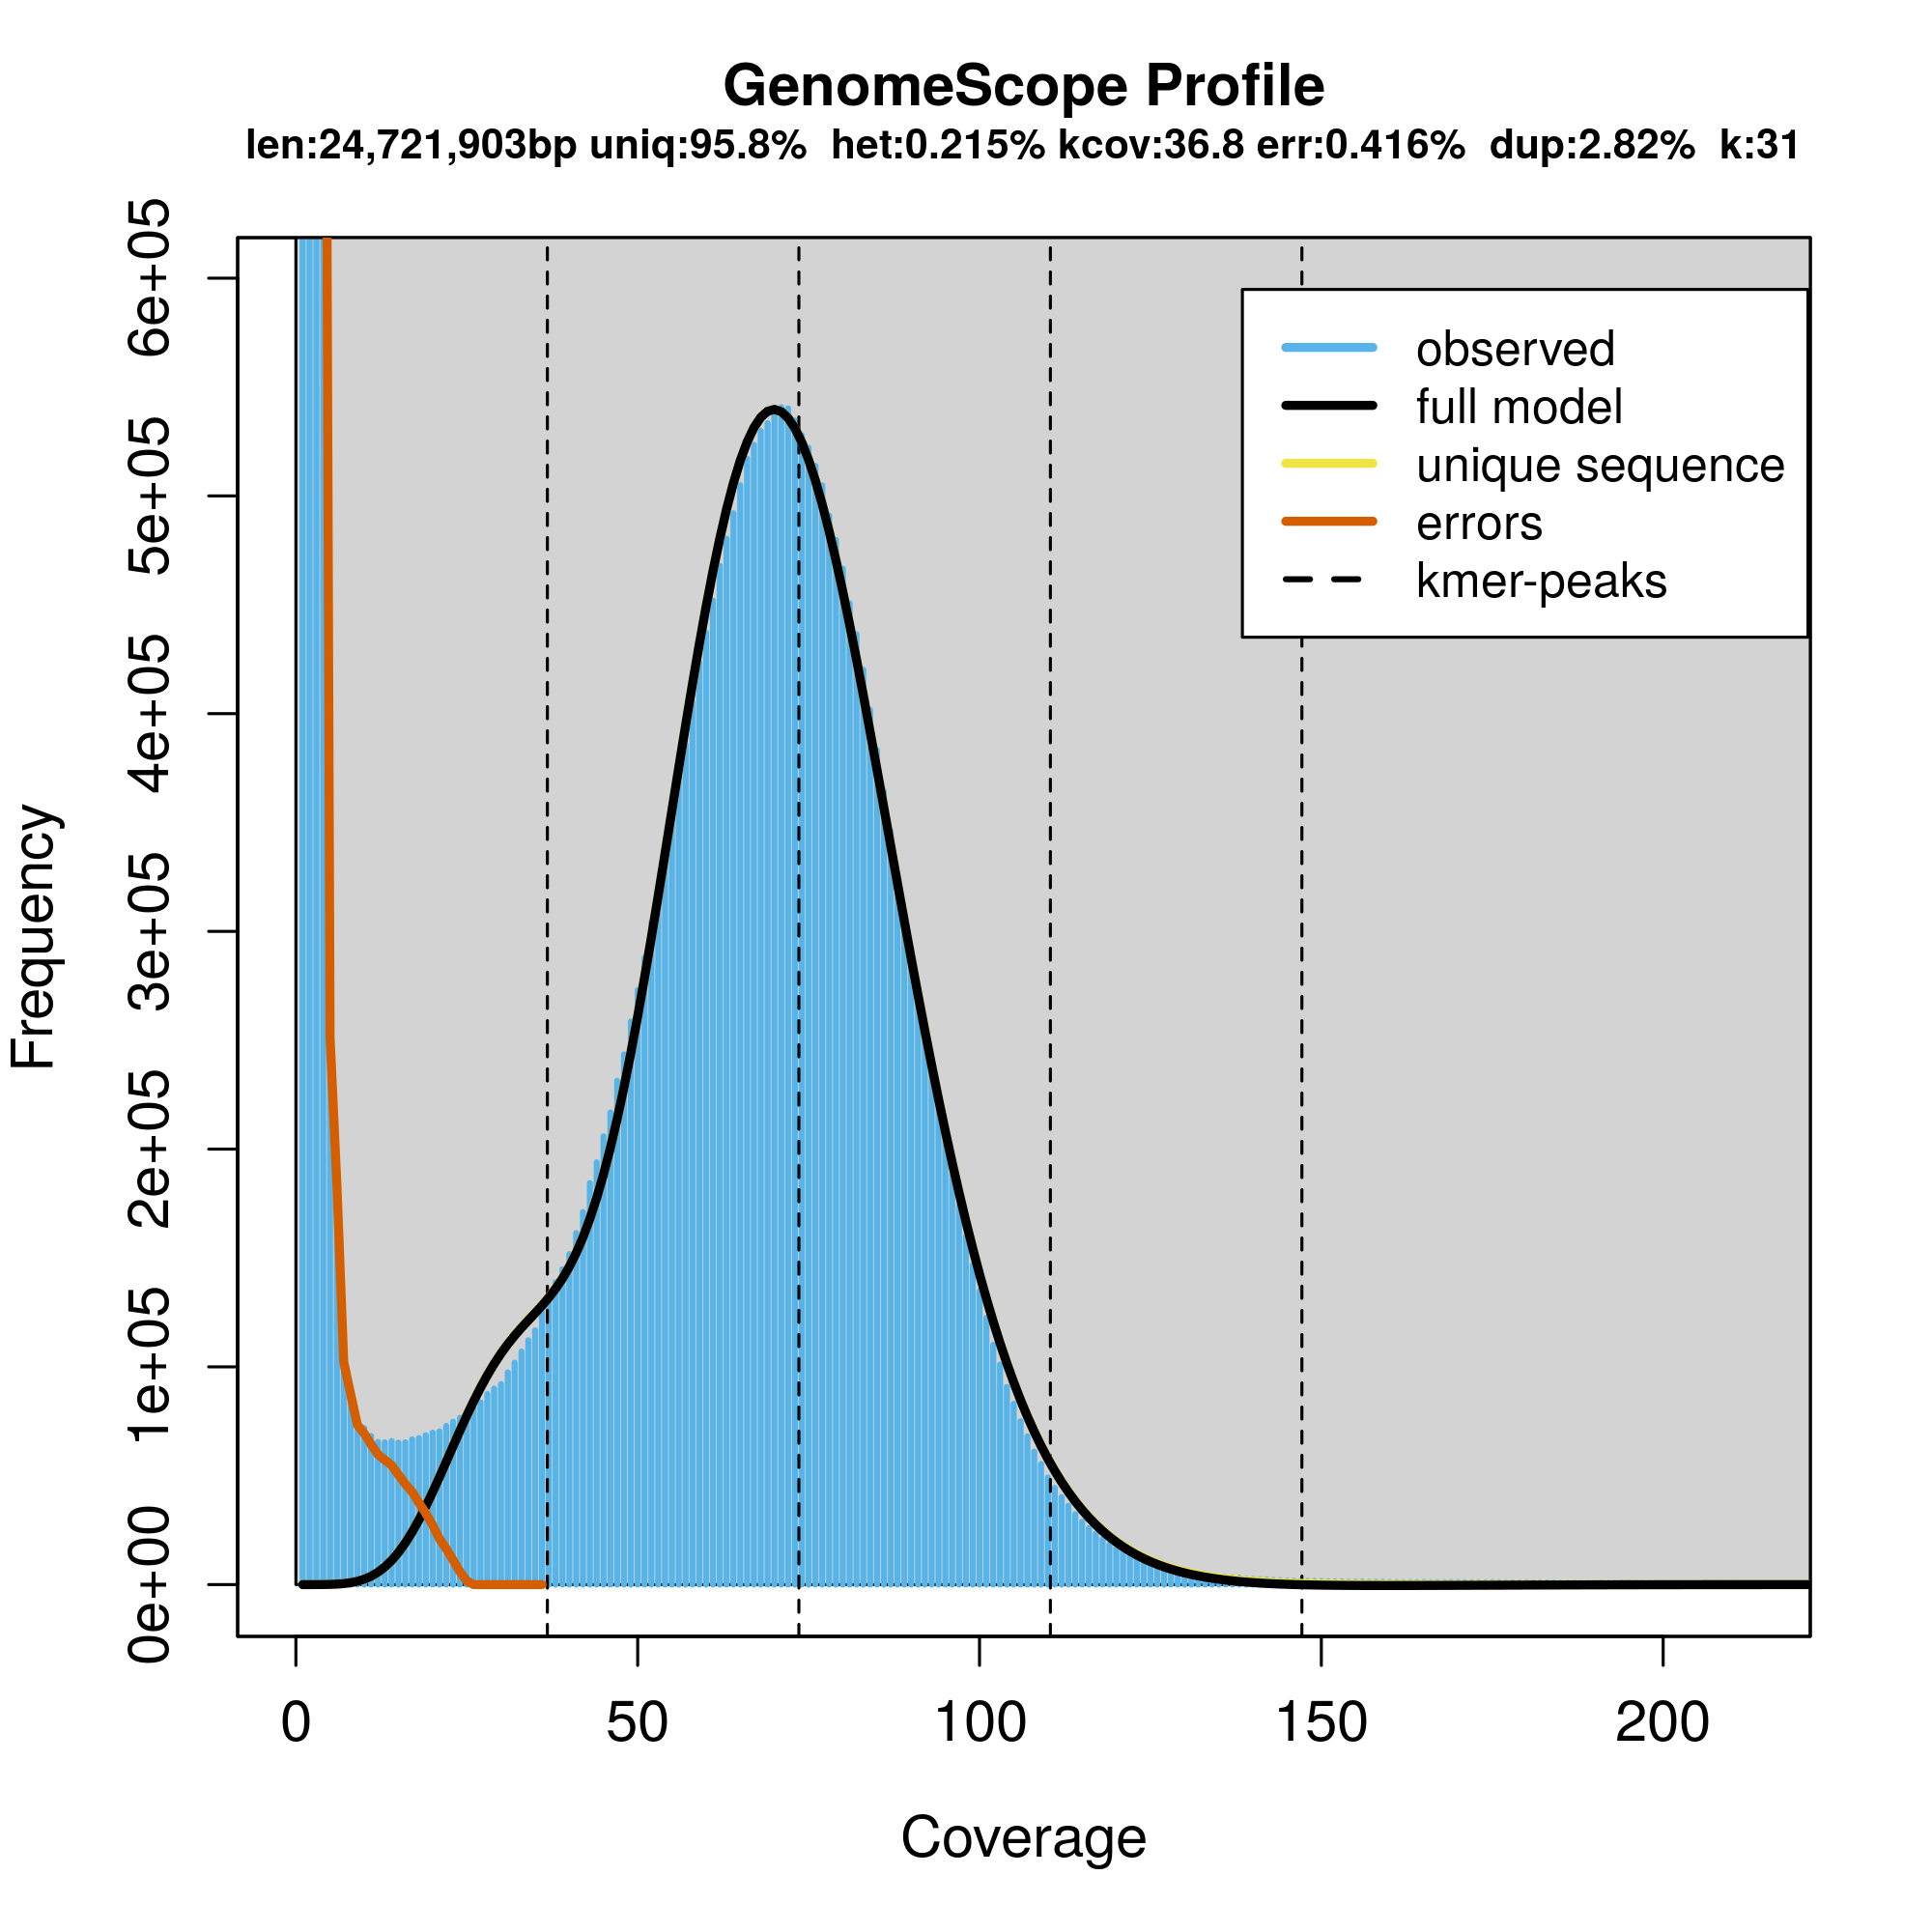 GenomeScope Profile
len:24,721,903bp uniq:95.8% het:0.215% kcov:36.8 err:0.416% dup:2.82% k:31
Frequency
6e+05
5e+05
4e+05
3e+05
2e+05
1e+05
0e+00
observed
full model
unique sequence
errors
kmer-peaks
0 50 100 150 200
Coverage